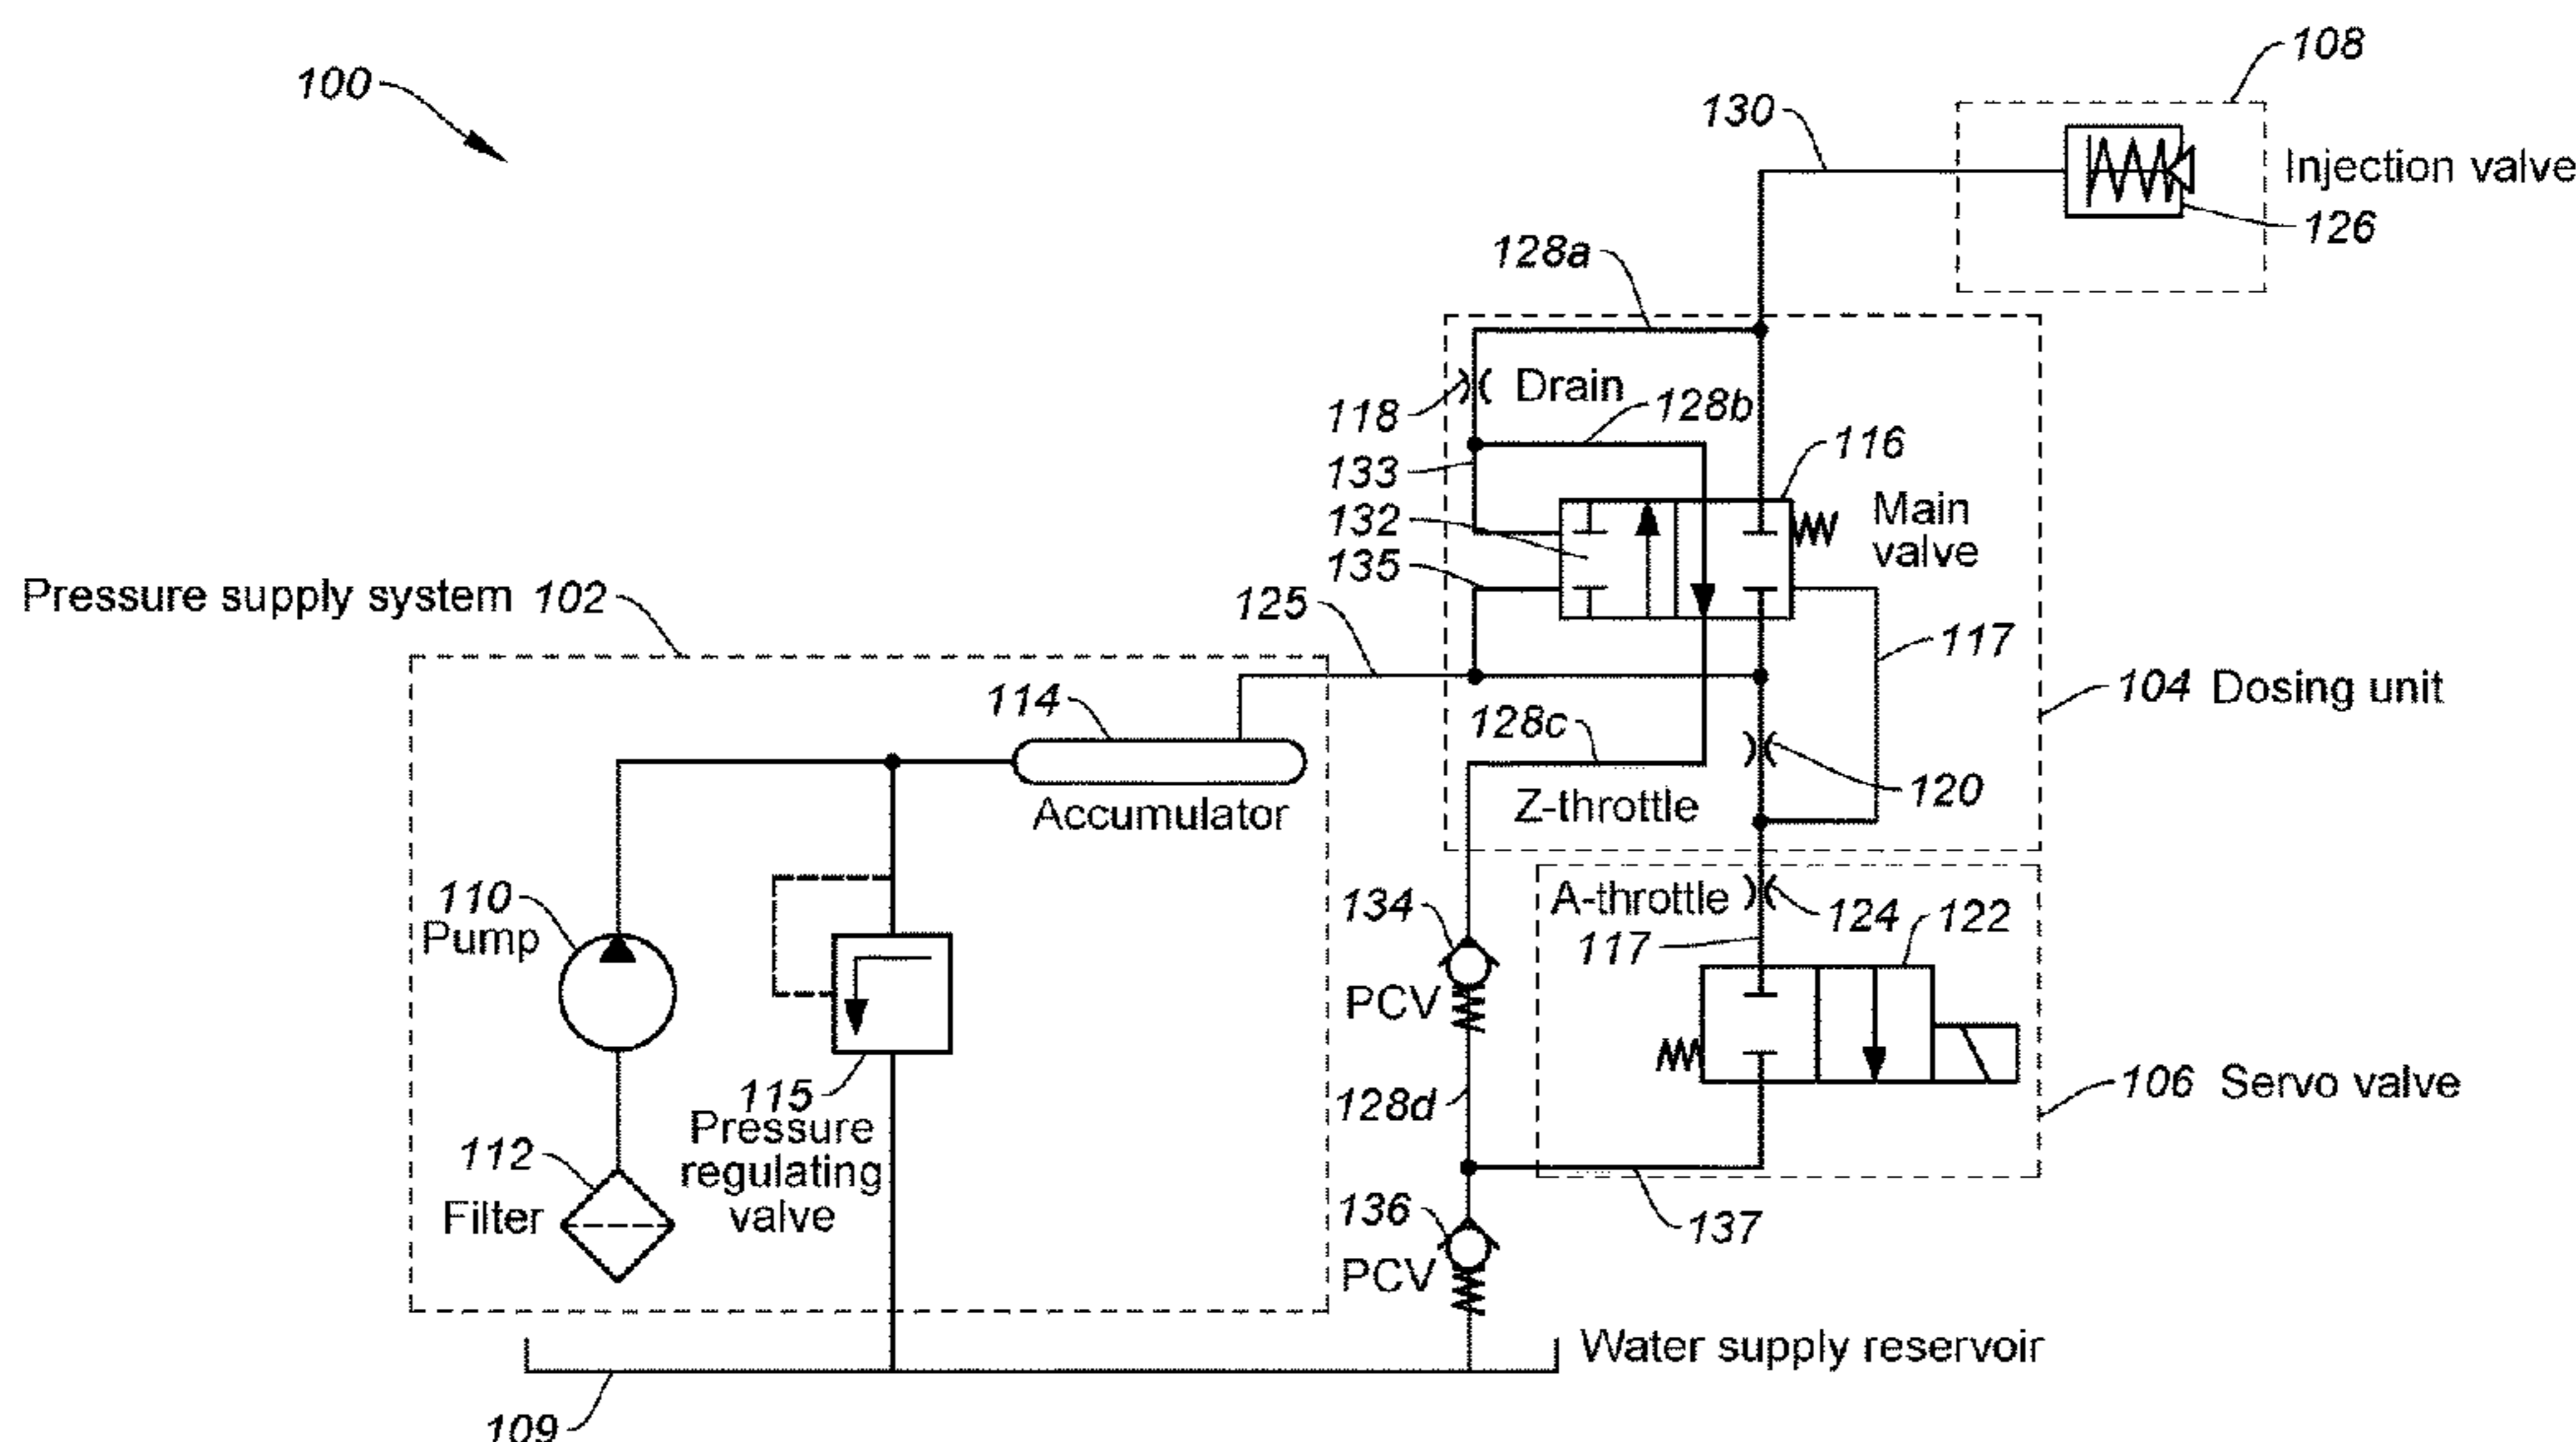 100
108
130
Injection valve
126
128a
118
Drain
128b
133
116
132
Main
valve
135
Pressure supply system 102
125
117
114
104 Dosing unit
128c
Accumulator
120
Z-throttle
110
Pump
134
A-throttle
124
122
117
PCV
115
128d
106 Servo valve
Pressure
regulating
valve
112
Filter
136
137
PCV
Water supply reservoir
109